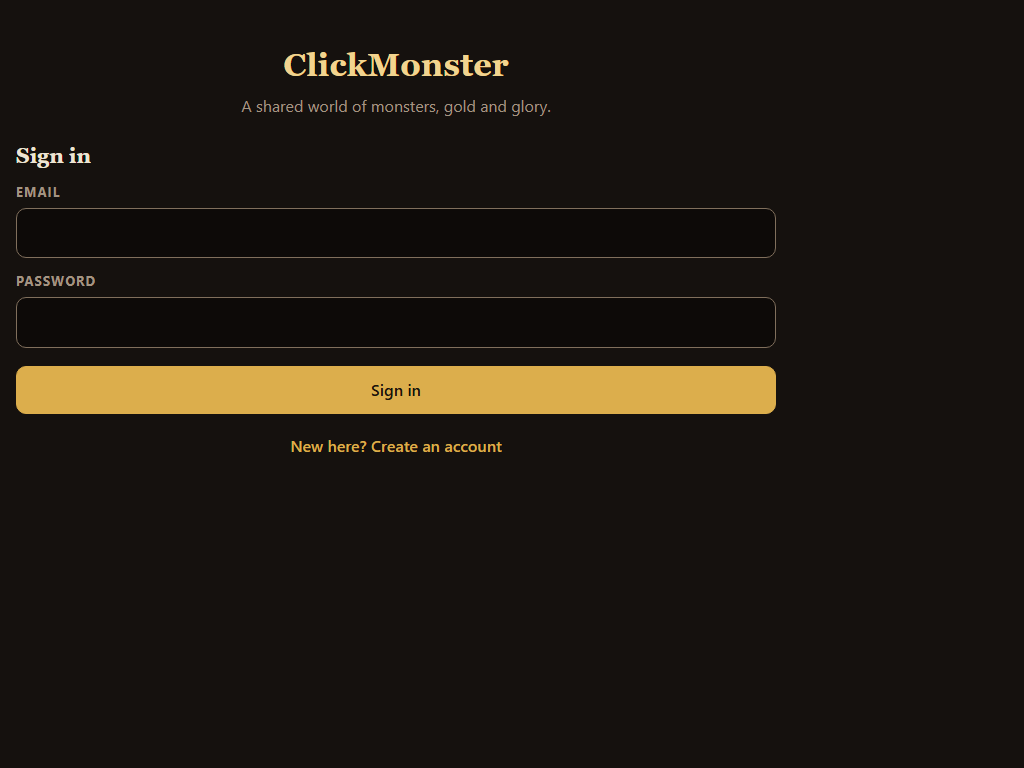 ClickMonster
A shared world of monsters, gold and glory.
Sign in
EMAIL
PASSWORD
Sign in
New here? Create an account